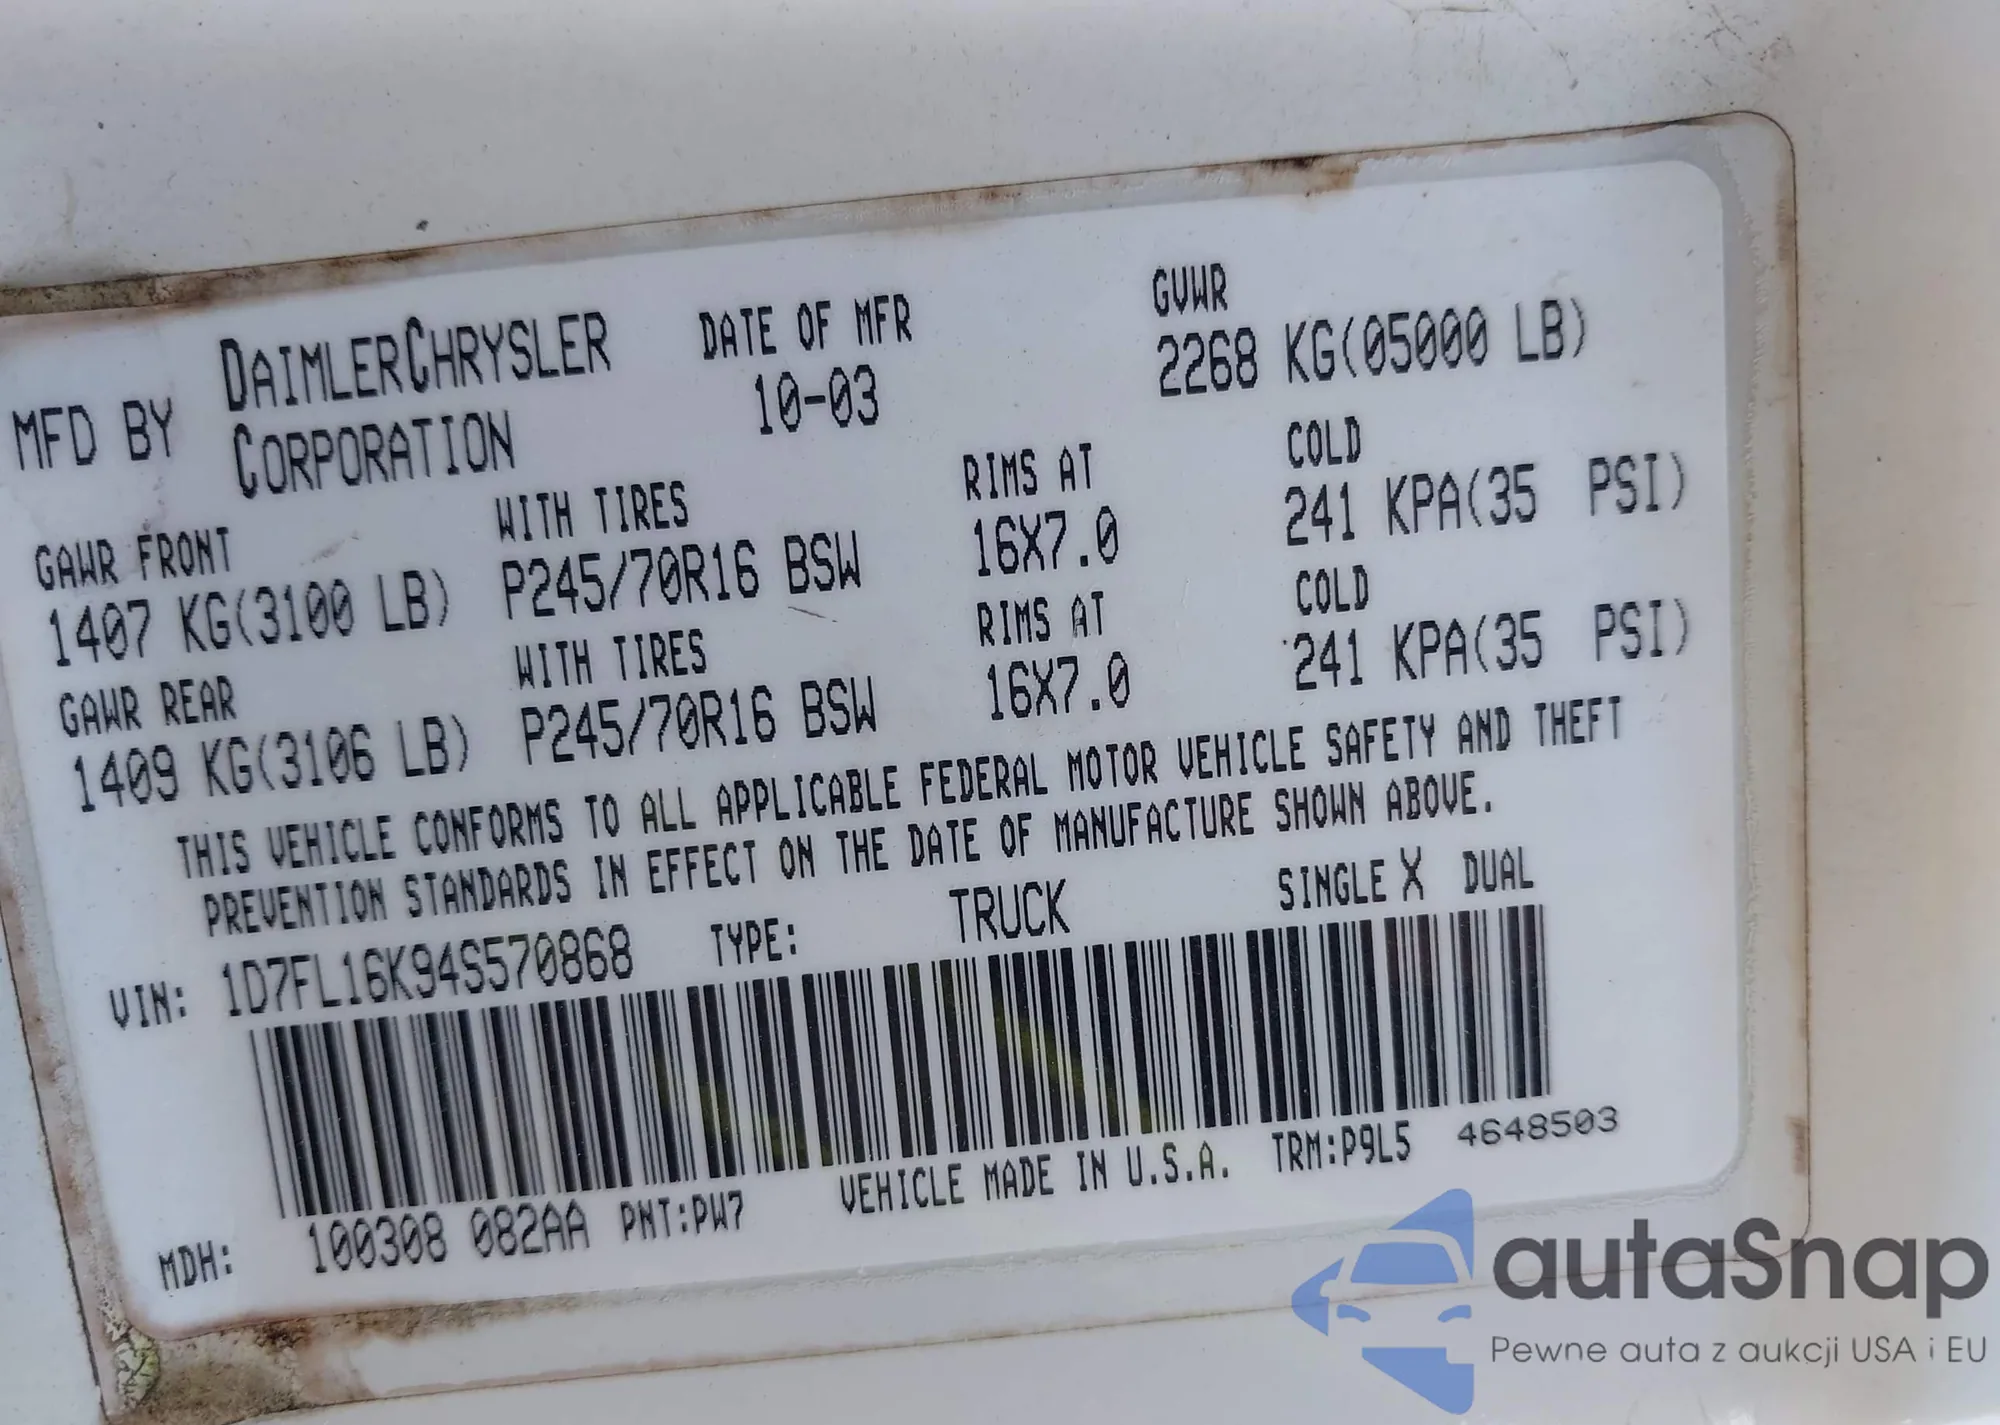 MFD BY DAIMLERCHRYSLER CORPORATION
DATE OF MFR
10-03
GVWR
2268 KG(05000 LB)
GAWR FRONT WITH TIRES RIMS AT COLD
1407 KG(3100 LB) P245/70R16 BSW 16X7.0 241 KPA(35 PSI)
GAWR REAR WITH TIRES RIMS AT COLD
1409 KG(3106 LB) P245/70R16 BSW 16X7.0 241 KPA(35 PSI)
THIS VEHICLE CONFORMS TO ALL APPLICABLE FEDERAL MOTOR VEHICLE SAFETY AND THEFT
PREVENTION STANDARDS IN EFFECT ON THE DATE OF MANUFACTURE SHOWN ABOVE.
VIN: 1D7FL16K94S570868 TYPE: TRUCK SINGLE X DUAL
MDH: 100308 082AA PNT:PW7 VEHICLE MADE IN U.S.A. TRM:P9L5 4648503
autaSnap
Pewne auta z aukcji USA i EU